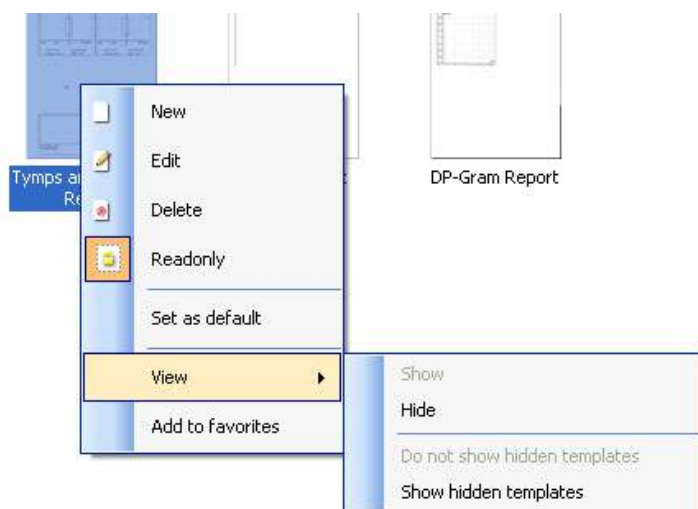 New
Edit
Tymps a
DP-Gram Report
Re
Delete
Readonly
Set as default
View
Show
Hide
Add to favorites
Do not show hidden templates
Show hidden templates